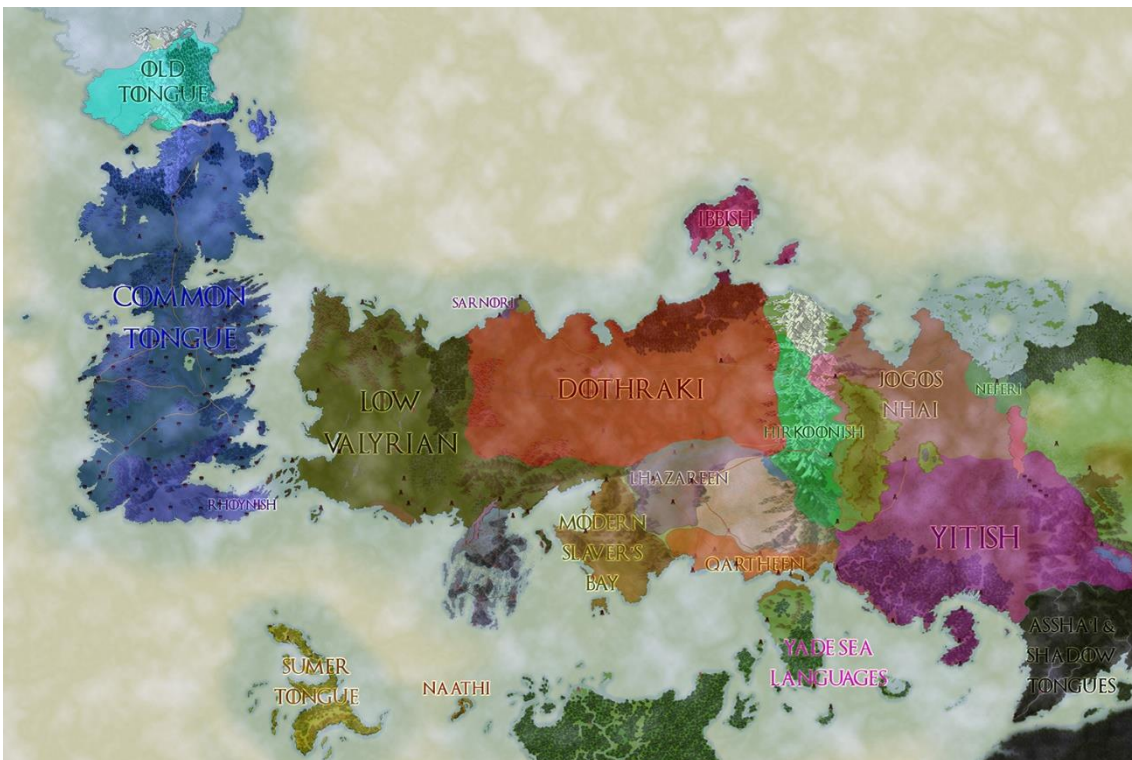 OLD
TONGUE
IBBISH
COMMON
TONGUE
SARNORI
LOW
VALYRIAN
DOTHRAKI
JOGOS
NHAI
NEFERI
HIRKOONISH
LHAZAREEN
RHOYNISH
MODERN
SLAVER'S
BAY
QARTHEEN
YITISH
SUMER
TONGUE
NAATHI
YADE SEA
LANGUAGES
ASSHAI &
SHADOW
TONGUES